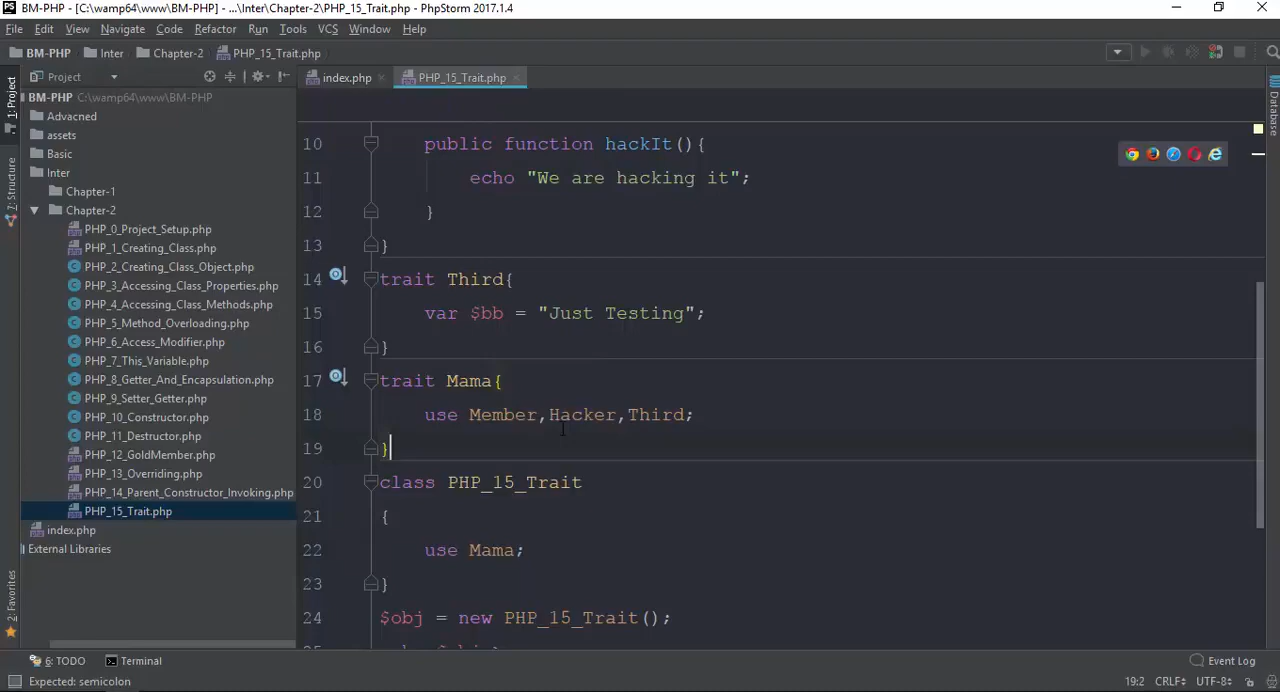 BM-PHP - [C:\wamp64\www\BM-PHP] - ...\Inter\Chapter-2\PHP_15_Trait.php - PhpStorm 2017.1.4
File Edit View Navigate Code Refactor Run Tools VCS Window Help
BM-PHP Inter Chapter-2 PHP_15_Trait.php
Project
index.php
PHP_15_Trait.php
1: Project
Z: Structure
2: Favorites
Database
BM-PHP C:\wamp64\www\BM-PHP
Advacned
assets
Basic
Inter
Chapter-1
Chapter-2
PHP_0_Project_Setup.php
PHP_1_Creating_Class.php
PHP_2_Creating_Class_Object.php
PHP_3_Accessing_Class_Properties.php
PHP_4_Accessing_Class_Methods.php
PHP_5_Method_Overloading.php
PHP_6_Access_Modifier.php
PHP_7_This_Variable.php
PHP_8_Getter_And_Encapsulation.php
PHP_9_Setter_Getter.php
PHP_10_Constructor.php
PHP_11_Destructor.php
PHP_12_GoldMember.php
PHP_13_Overriding.php
PHP_14_Parent_Constructor_Invoking.php
PHP_15_Trait.php
index.php
External Libraries
10 public function hackIt(){
11 echo "We are hacking it";
12 }
13 }
14 trait Third{
15 var $bb = "Just Testing";
16 }
17 trait Mama{
18 use Member,Hacker,Third;
19 }
20 class PHP_15_Trait
21 {
22 use Mama;
23 }
24 $obj = new PHP_15_Trait();
6: TODO Terminal Event Log
Expected: semicolon 19:2 CRLF UTF-8